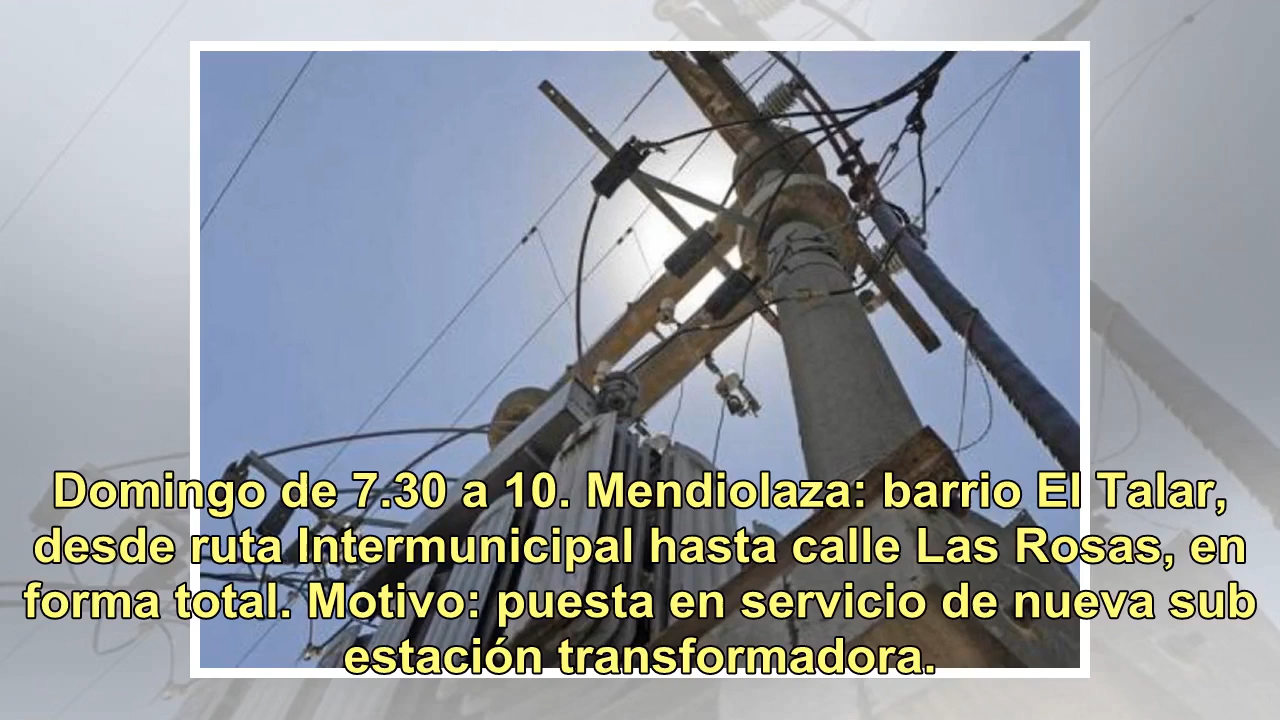 Domingo de 7.30 a 10. Mendiolaza: barrio El Talar,
desde ruta Intermunicipal hasta calle Las Rosas, en
forma total. Motivo: puesta en servicio de nueva sub
estación transformadora.